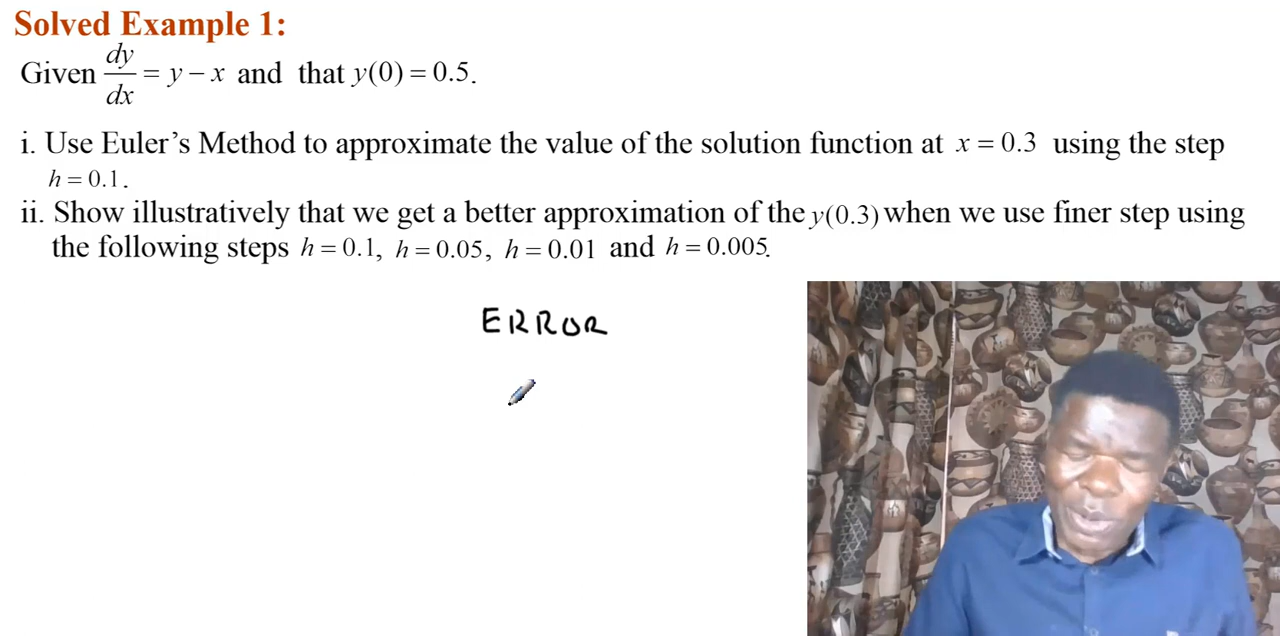 Solved Example 1:
Given dy/dx = y − x and that y(0) = 0.5.
i. Use Euler’s Method to approximate the value of the solution function at x = 0.3 using the step
h = 0.1.
ii. Show illustratively that we get a better approximation of the y(0.3) when we use finer step using
the following steps h = 0.1, h = 0.05, h = 0.01 and h = 0.005.
ERROR